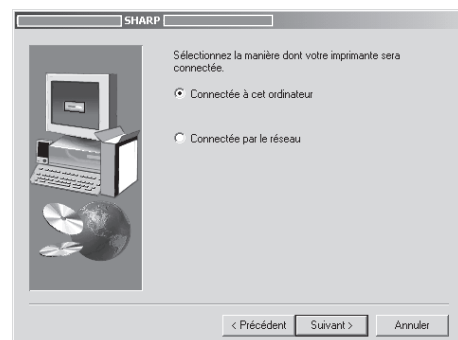 SHARP
Sélectionnez la manière dont votre imprimante sera
connectée.
Connectée à cet ordinateur
Connectée par le réseau
< Précédent Suivant > Annuler